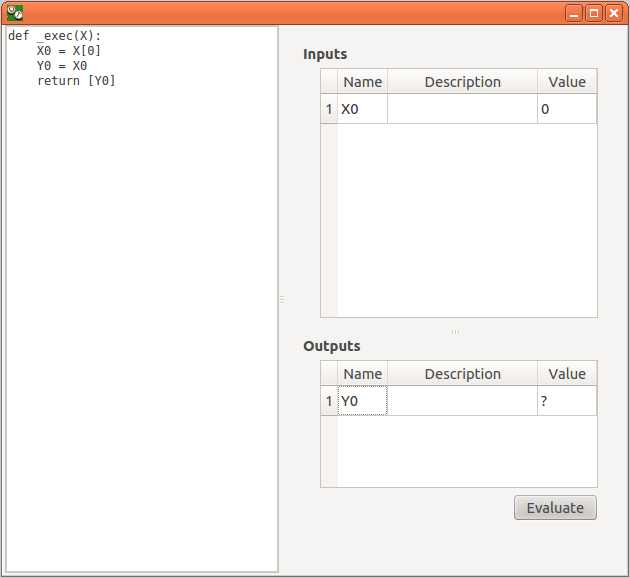 def _exec(X):
    X0 = X[0]
    Y0 = X0
    return [Y0]
Inputs
Name Description Value
1 X0 0
Outputs
Name Description Value
1 Y0 ?
Evaluate